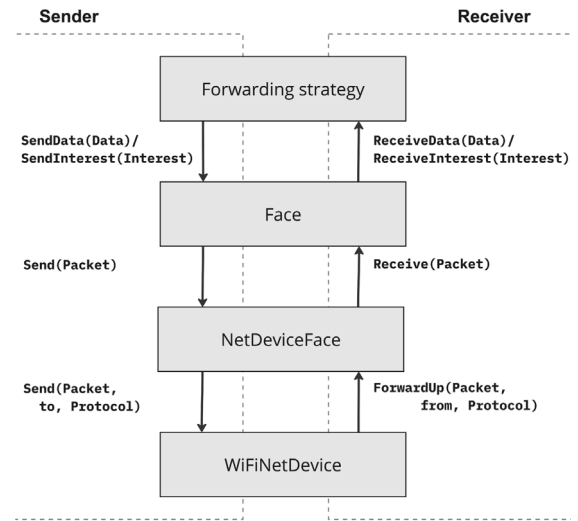 Sender
Receiver
Forwarding strategy
SendData(Data)/
SendInterest(Interest)
ReceiveData(Data)/
ReceiveInterest(Interest)
Face
Send(Packet)
Receive(Packet)
NetDeviceFace
Send(Packet,
to, Protocol)
ForwardUp(Packet,
from, Protocol)
WiFiNetDevice